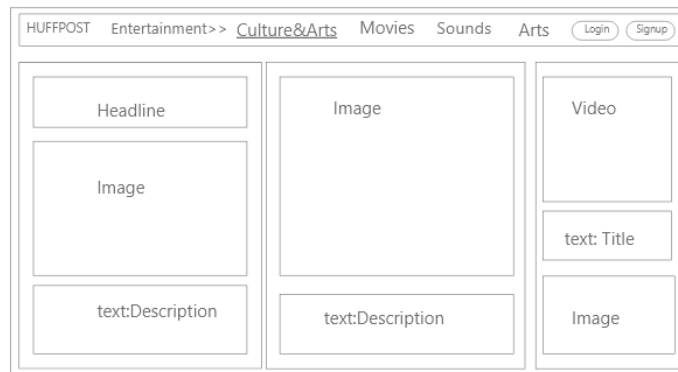 HUFFPOST Entertainment>> Culture&Arts Movies Sounds Arts Login Signup
Headline
Image
text:Description
Image
text:Description
Video
text: Title
Image